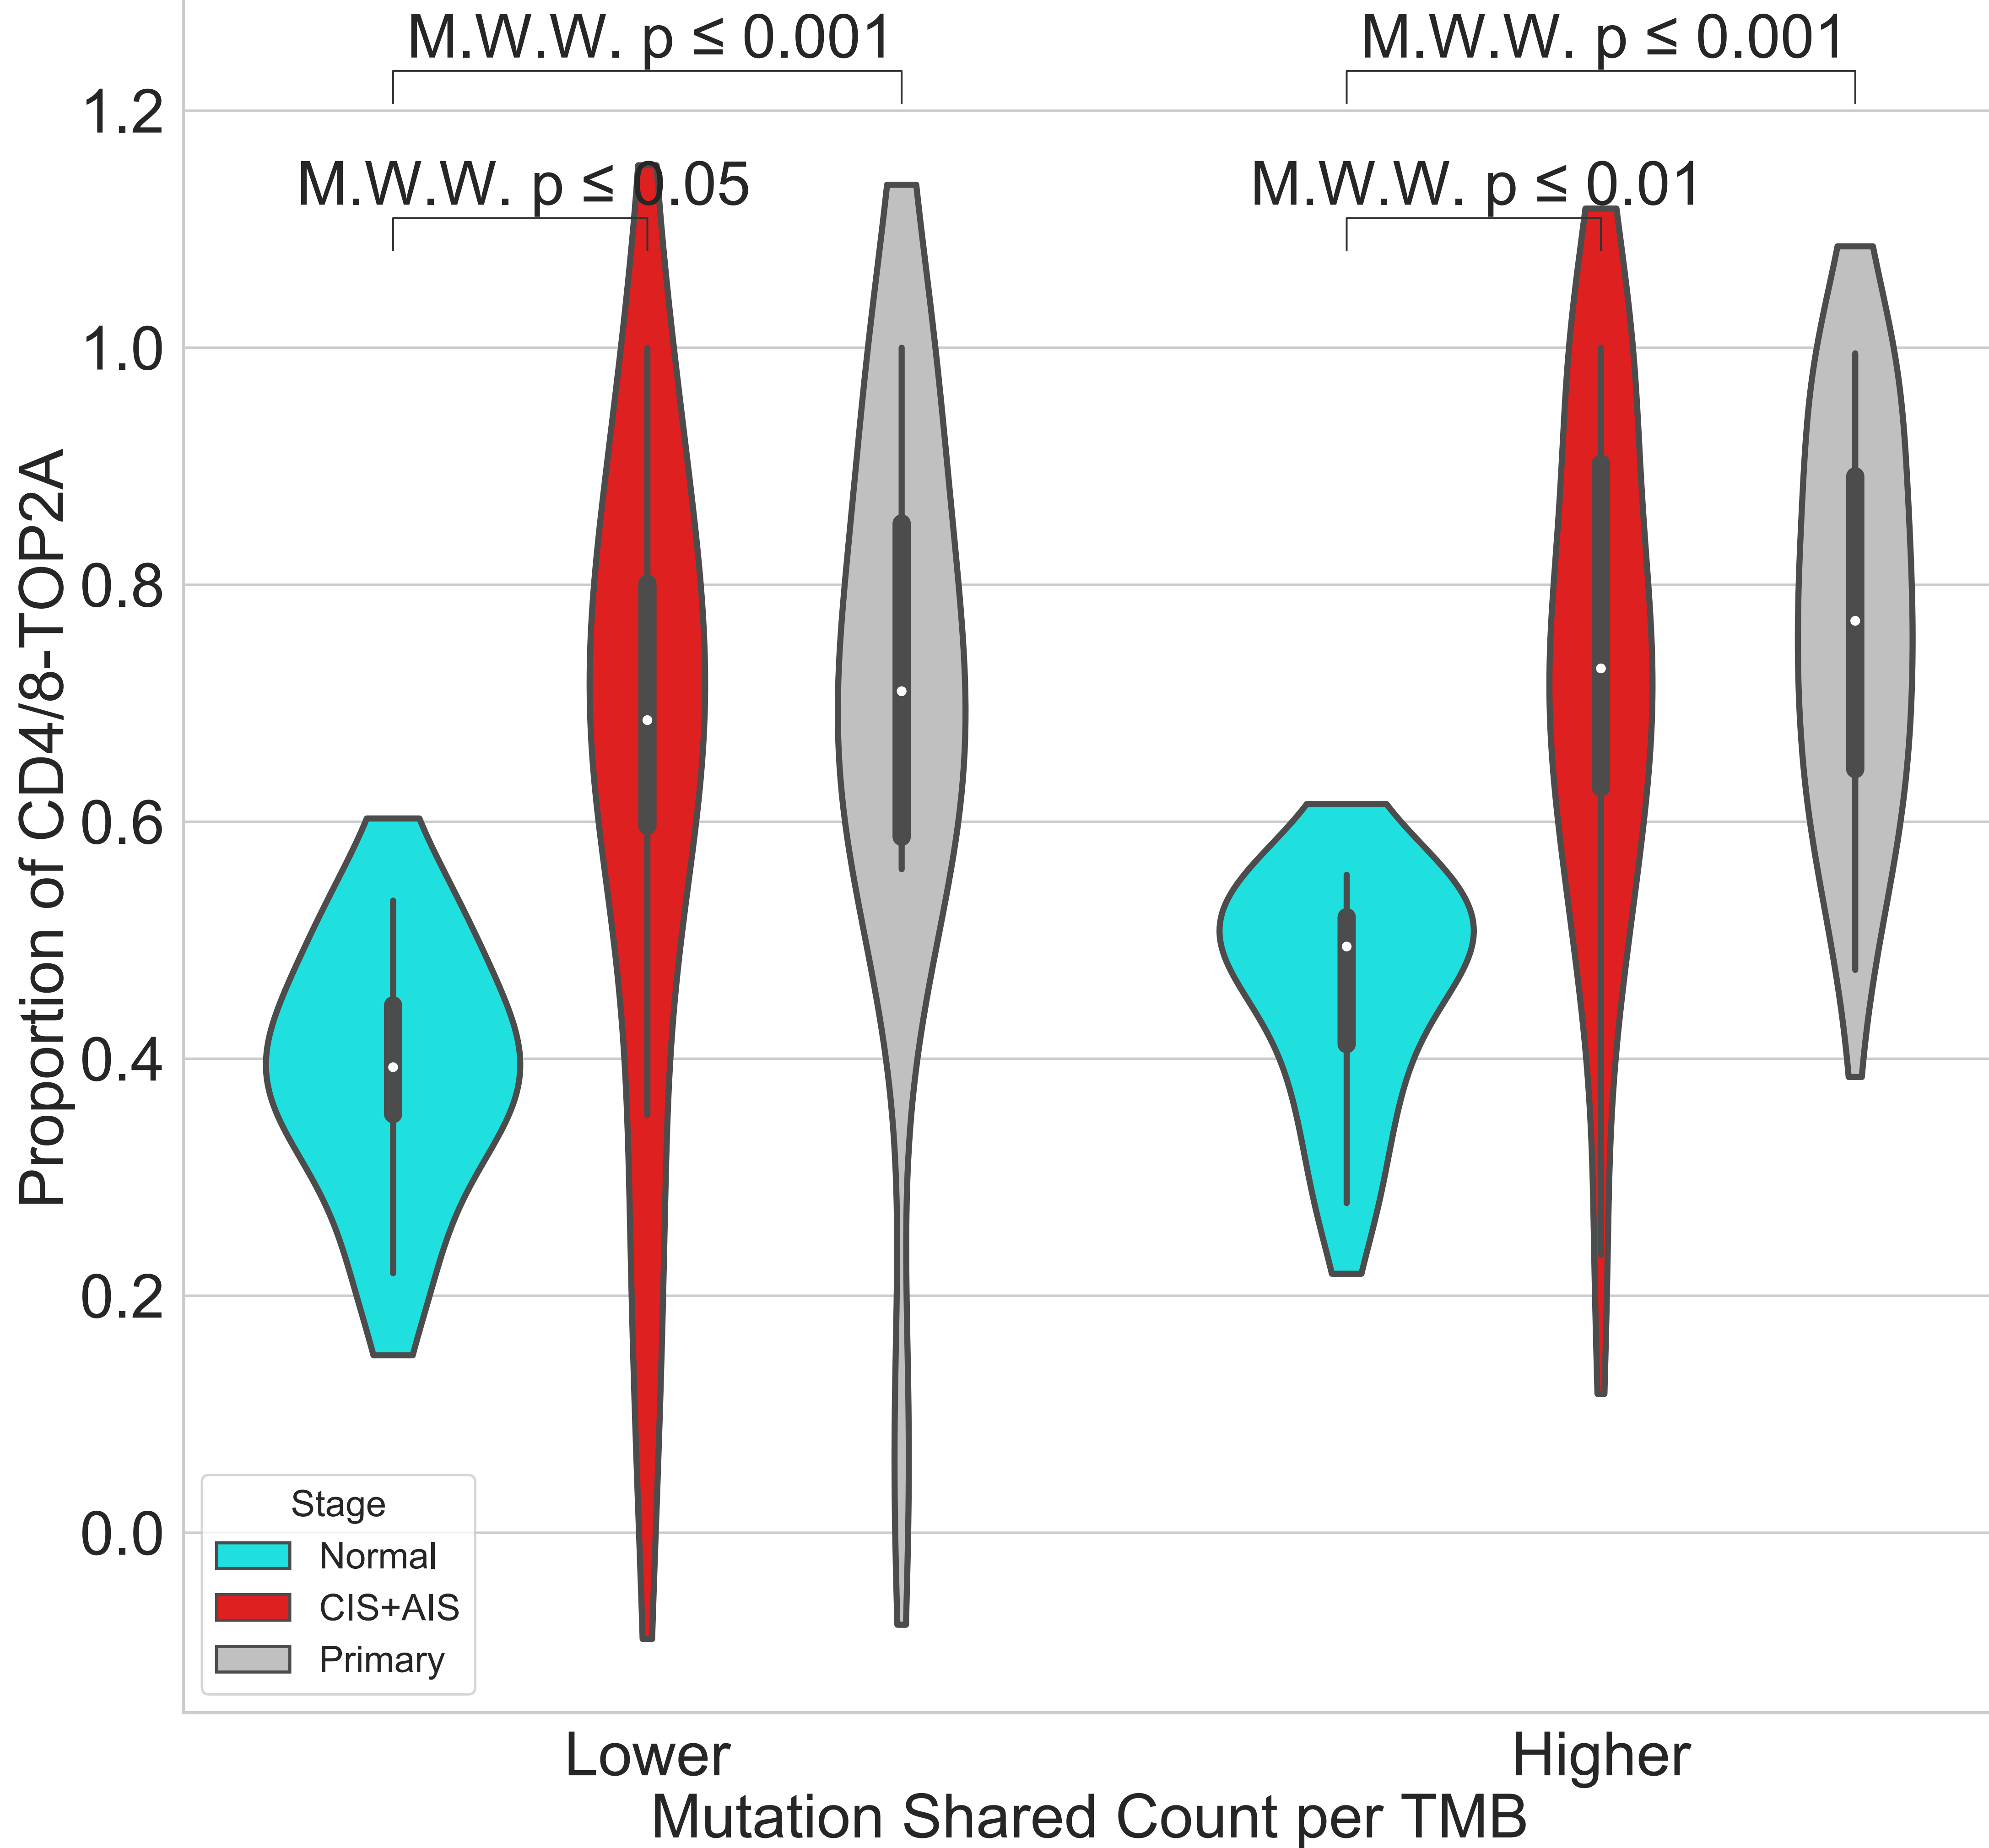 M.W.W. p ≤ 0.001
M.W.W. p ≤ 0.001
M.W.W. p ≤ 0.05
M.W.W. p ≤ 0.01
Proportion of CD4/8-TOP2A
1.2
1.0
0.8
0.6
0.4
0.2
0.0
Stage
Normal
CIS+AIS
Primary
Lower
Higher
Mutation Shared Count per TMB